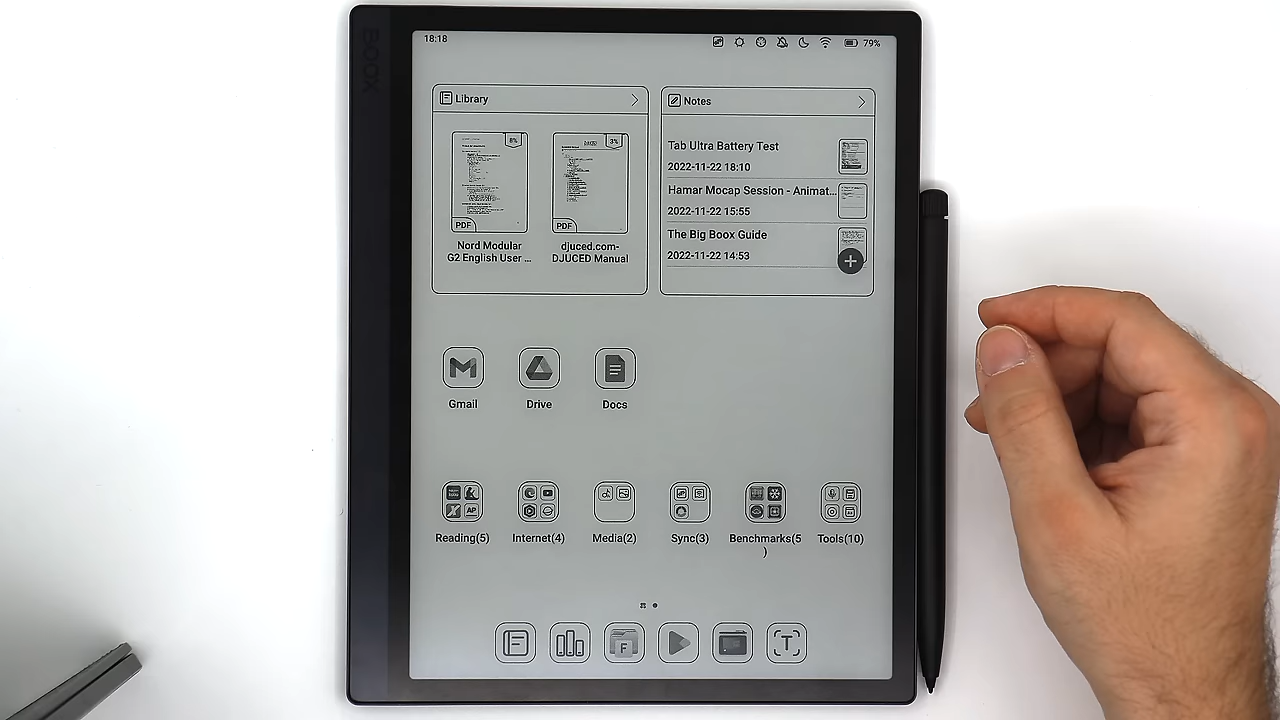 BOOX
18:18
79%
Library
Notes
8%
3%
PDF
PDF
Nord Modular
G2 English User ...
djuced.com-
DJUCED Manual
Tab Ultra Battery Test
2022-11-22 18:10
Hamar Mocap Session - Animat...
2022-11-22 15:55
The Big Boox Guide
2022-11-22 14:53
Gmail
Drive
Docs
AP
Reading(5)
Internet(4)
Media(2)
Sync(3)
Benchmarks(5
)
Tools(10)
F
T